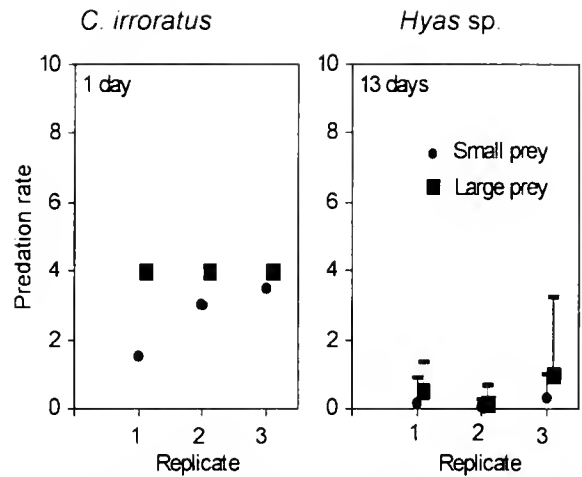 C. irroratus
Hyas sp.
Predation rate
10
8
6
4
2
0
1 day
1 2 3
Replicate
10
8
6
4
2
0
13 days
Small prey
Large prey
1 2 3
Replicate